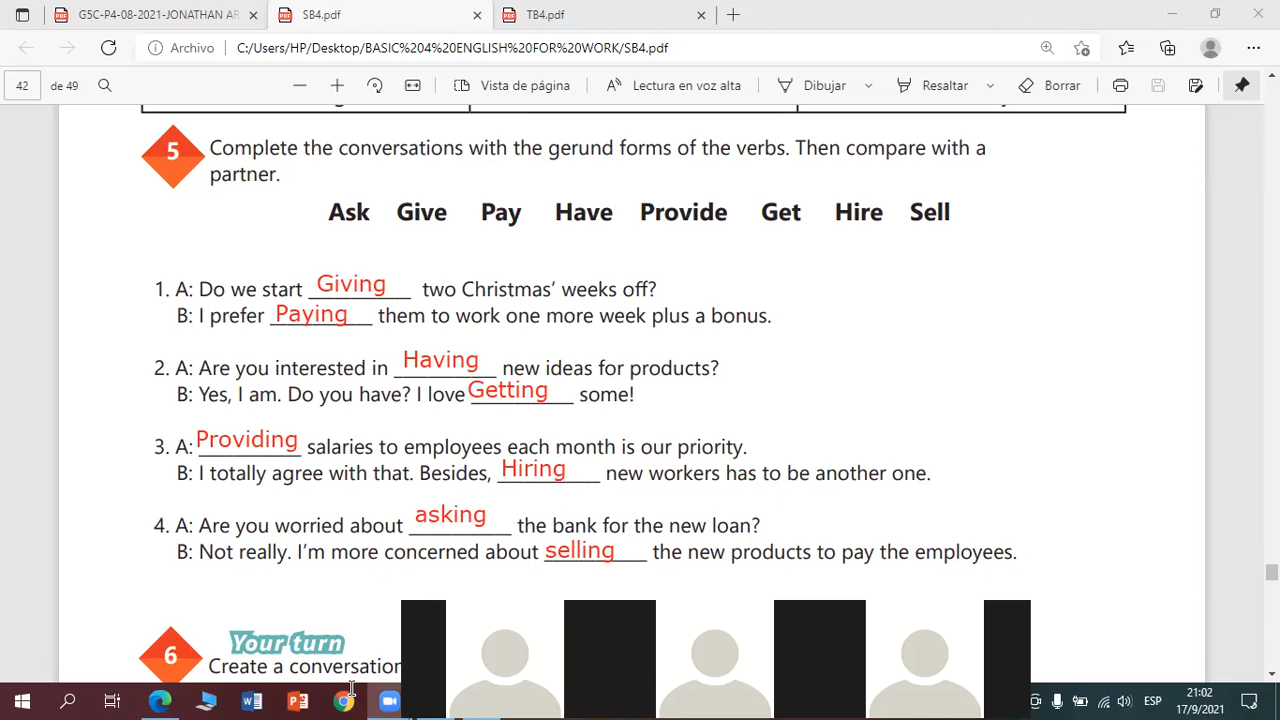 G5C-P4-08-2021-JONATHAN AR
SB4.pdf
TB4.pdf
Archivo
C:/Users/HP/Desktop/BASIC%204%20ENGLISH%20FOR%20WORK/SB4.pdf
42 de 49
Vista de página
Lectura en voz alta
Dibujar
Resaltar
Borrar
5 Complete the conversations with the gerund forms of the verbs. Then compare with a
partner.
Ask Give Pay Have Provide Get Hire Sell
1. A: Do we start Giving two Christmas' weeks off?
B: I prefer Paying them to work one more week plus a bonus.
2. A: Are you interested in Having new ideas for products?
B: Yes, I am. Do you have? I love Getting some!
3. A: Providing salaries to employees each month is our priority.
B: I totally agree with that. Besides, Hiring new workers has to be another one.
4. A: Are you worried about asking the bank for the new loan?
B: Not really. I'm more concerned about selling the new products to pay the employees.
6 Your turn
Create a conversation
ESP
21:02
17/9/2021